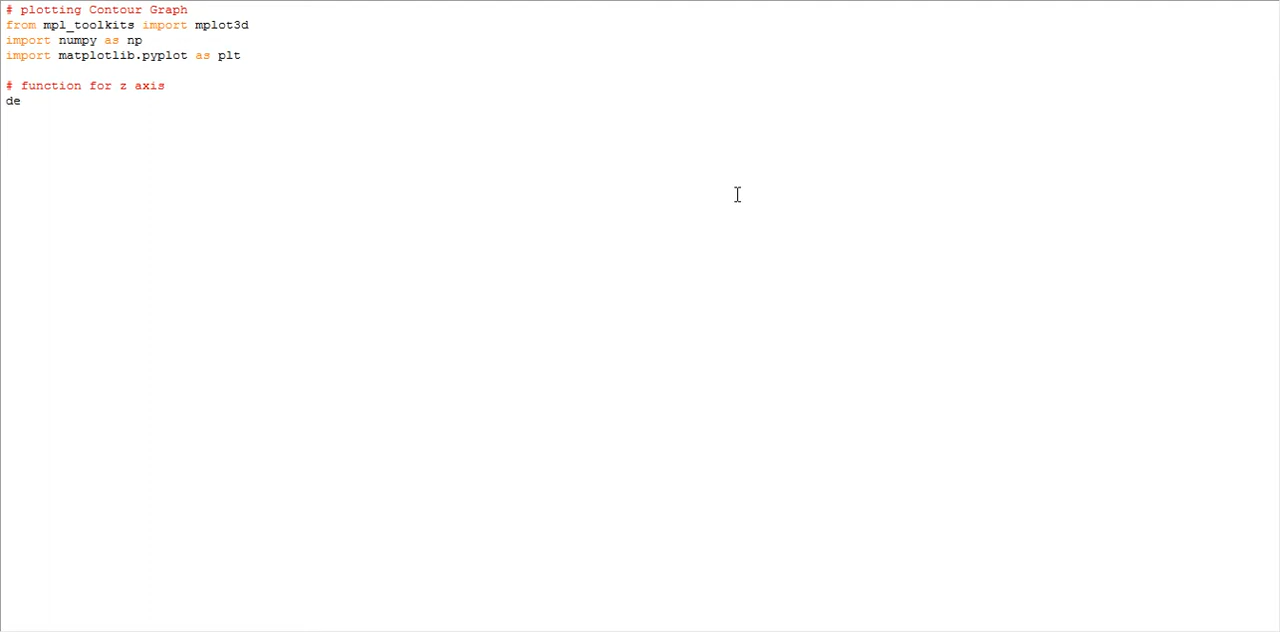 # plotting Contour Graph
from mpl_toolkits import mplot3d
import numpy as np
import matplotlib.pyplot as plt
# function for z axis
de